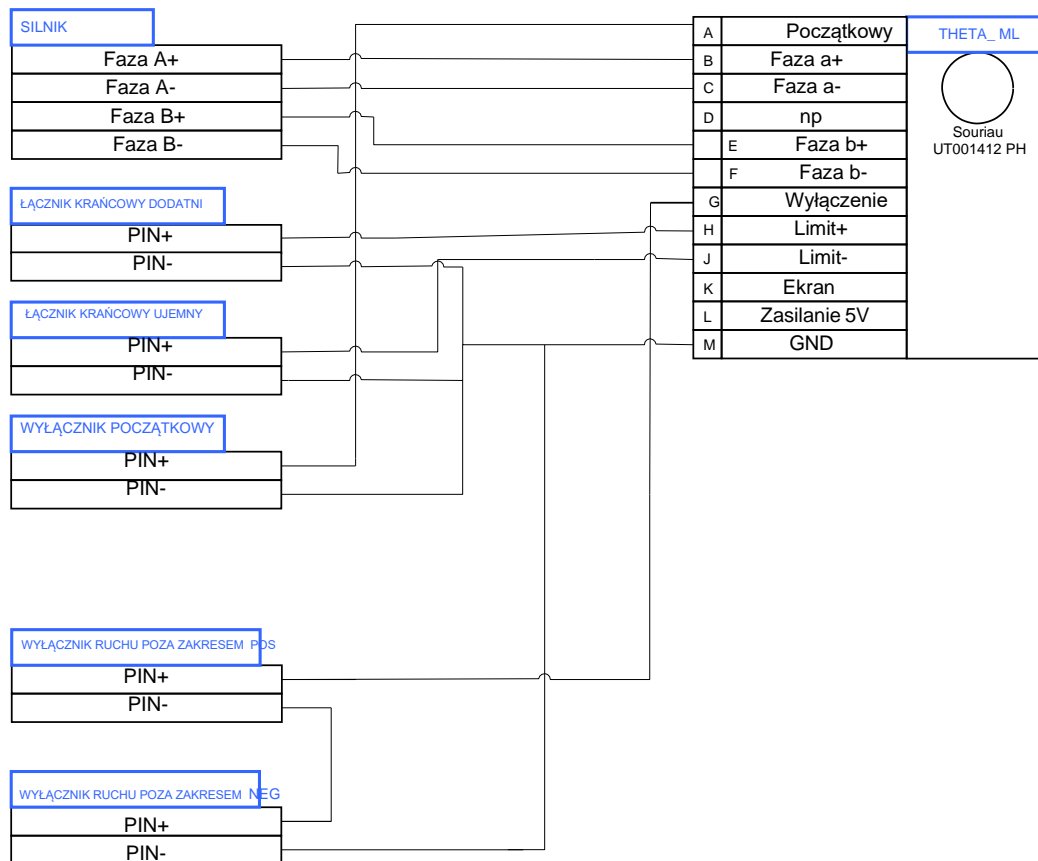 SILNIK
Faza A+
Faza A-
Faza B+
Faza B-
ŁĄCZNIK KRAŃCOWY DODATNI
PIN+
PIN-
ŁĄCZNIK KRAŃCOWY UJEMNY
PIN+
PIN-
WYŁĄCZNIK POCZĄTKOWY
PIN+
PIN-
WYŁĄCZNIK RUCHU POZA ZAKRESEM POS
PIN+
PIN-
WYŁĄCZNIK RUCHU POZA ZAKRESEM NEG
PIN+
PIN-
A Początkowy
B Faza a+
C Faza a-
D np
E Faza b+
F Faza b-
G Wyłączenie
H Limit+
J Limit-
K Ekran
L Zasilanie 5V
M GND
THETA_ ML
Souriau
UT001412 PH